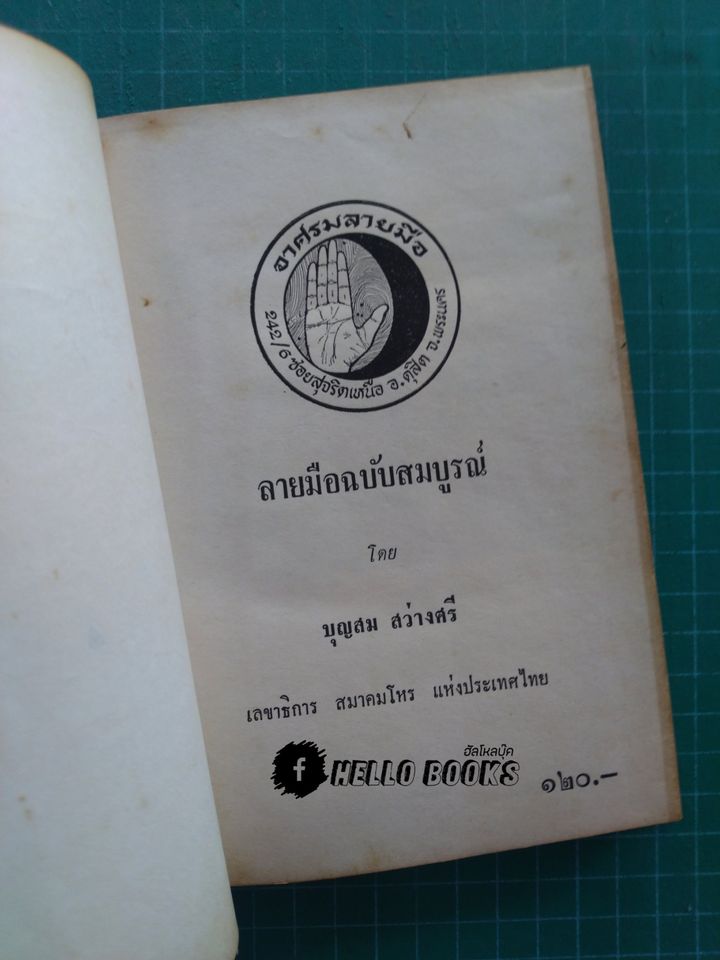 อาศรมลายมือ
242/6 ซอยสุจริตเหนือ อ.ดุสิต จ.พระนคร
ลายมือฉบับสมบูรณ์
โดย
บุญสม สว่างศรี
เลขาธิการ สมาคมโหร แห่งประเทศไทย
ฮัลโหลบุ๊ค
f HELLO BOOKS
๑๒๐.–